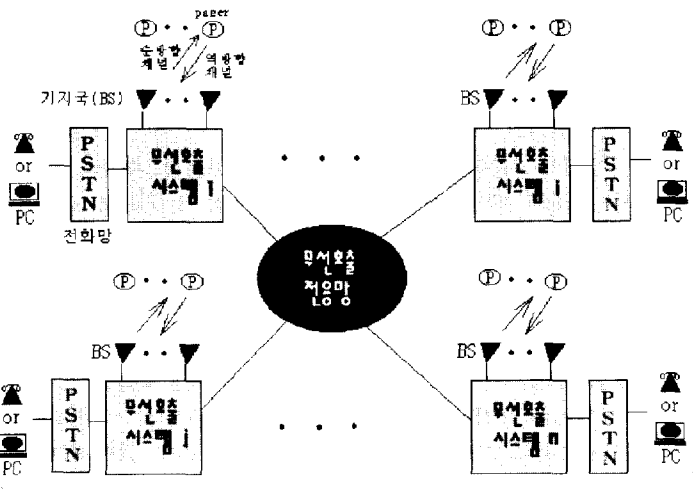 pager
P · · P
P · · P
순방향
채널
역방향
채널
기지국(BS)
BS
PSTN
무선호출
시스템 i
· · ·
무선호출
시스템 i
PSTN
or
PC
or
PC
전화망
무선호출
전용망
P · · P
P · · P
BS
BS
PSTN
무선호출
시스템 j
· · ·
무선호출
시스템 n
PSTN
or
PC
or
PC